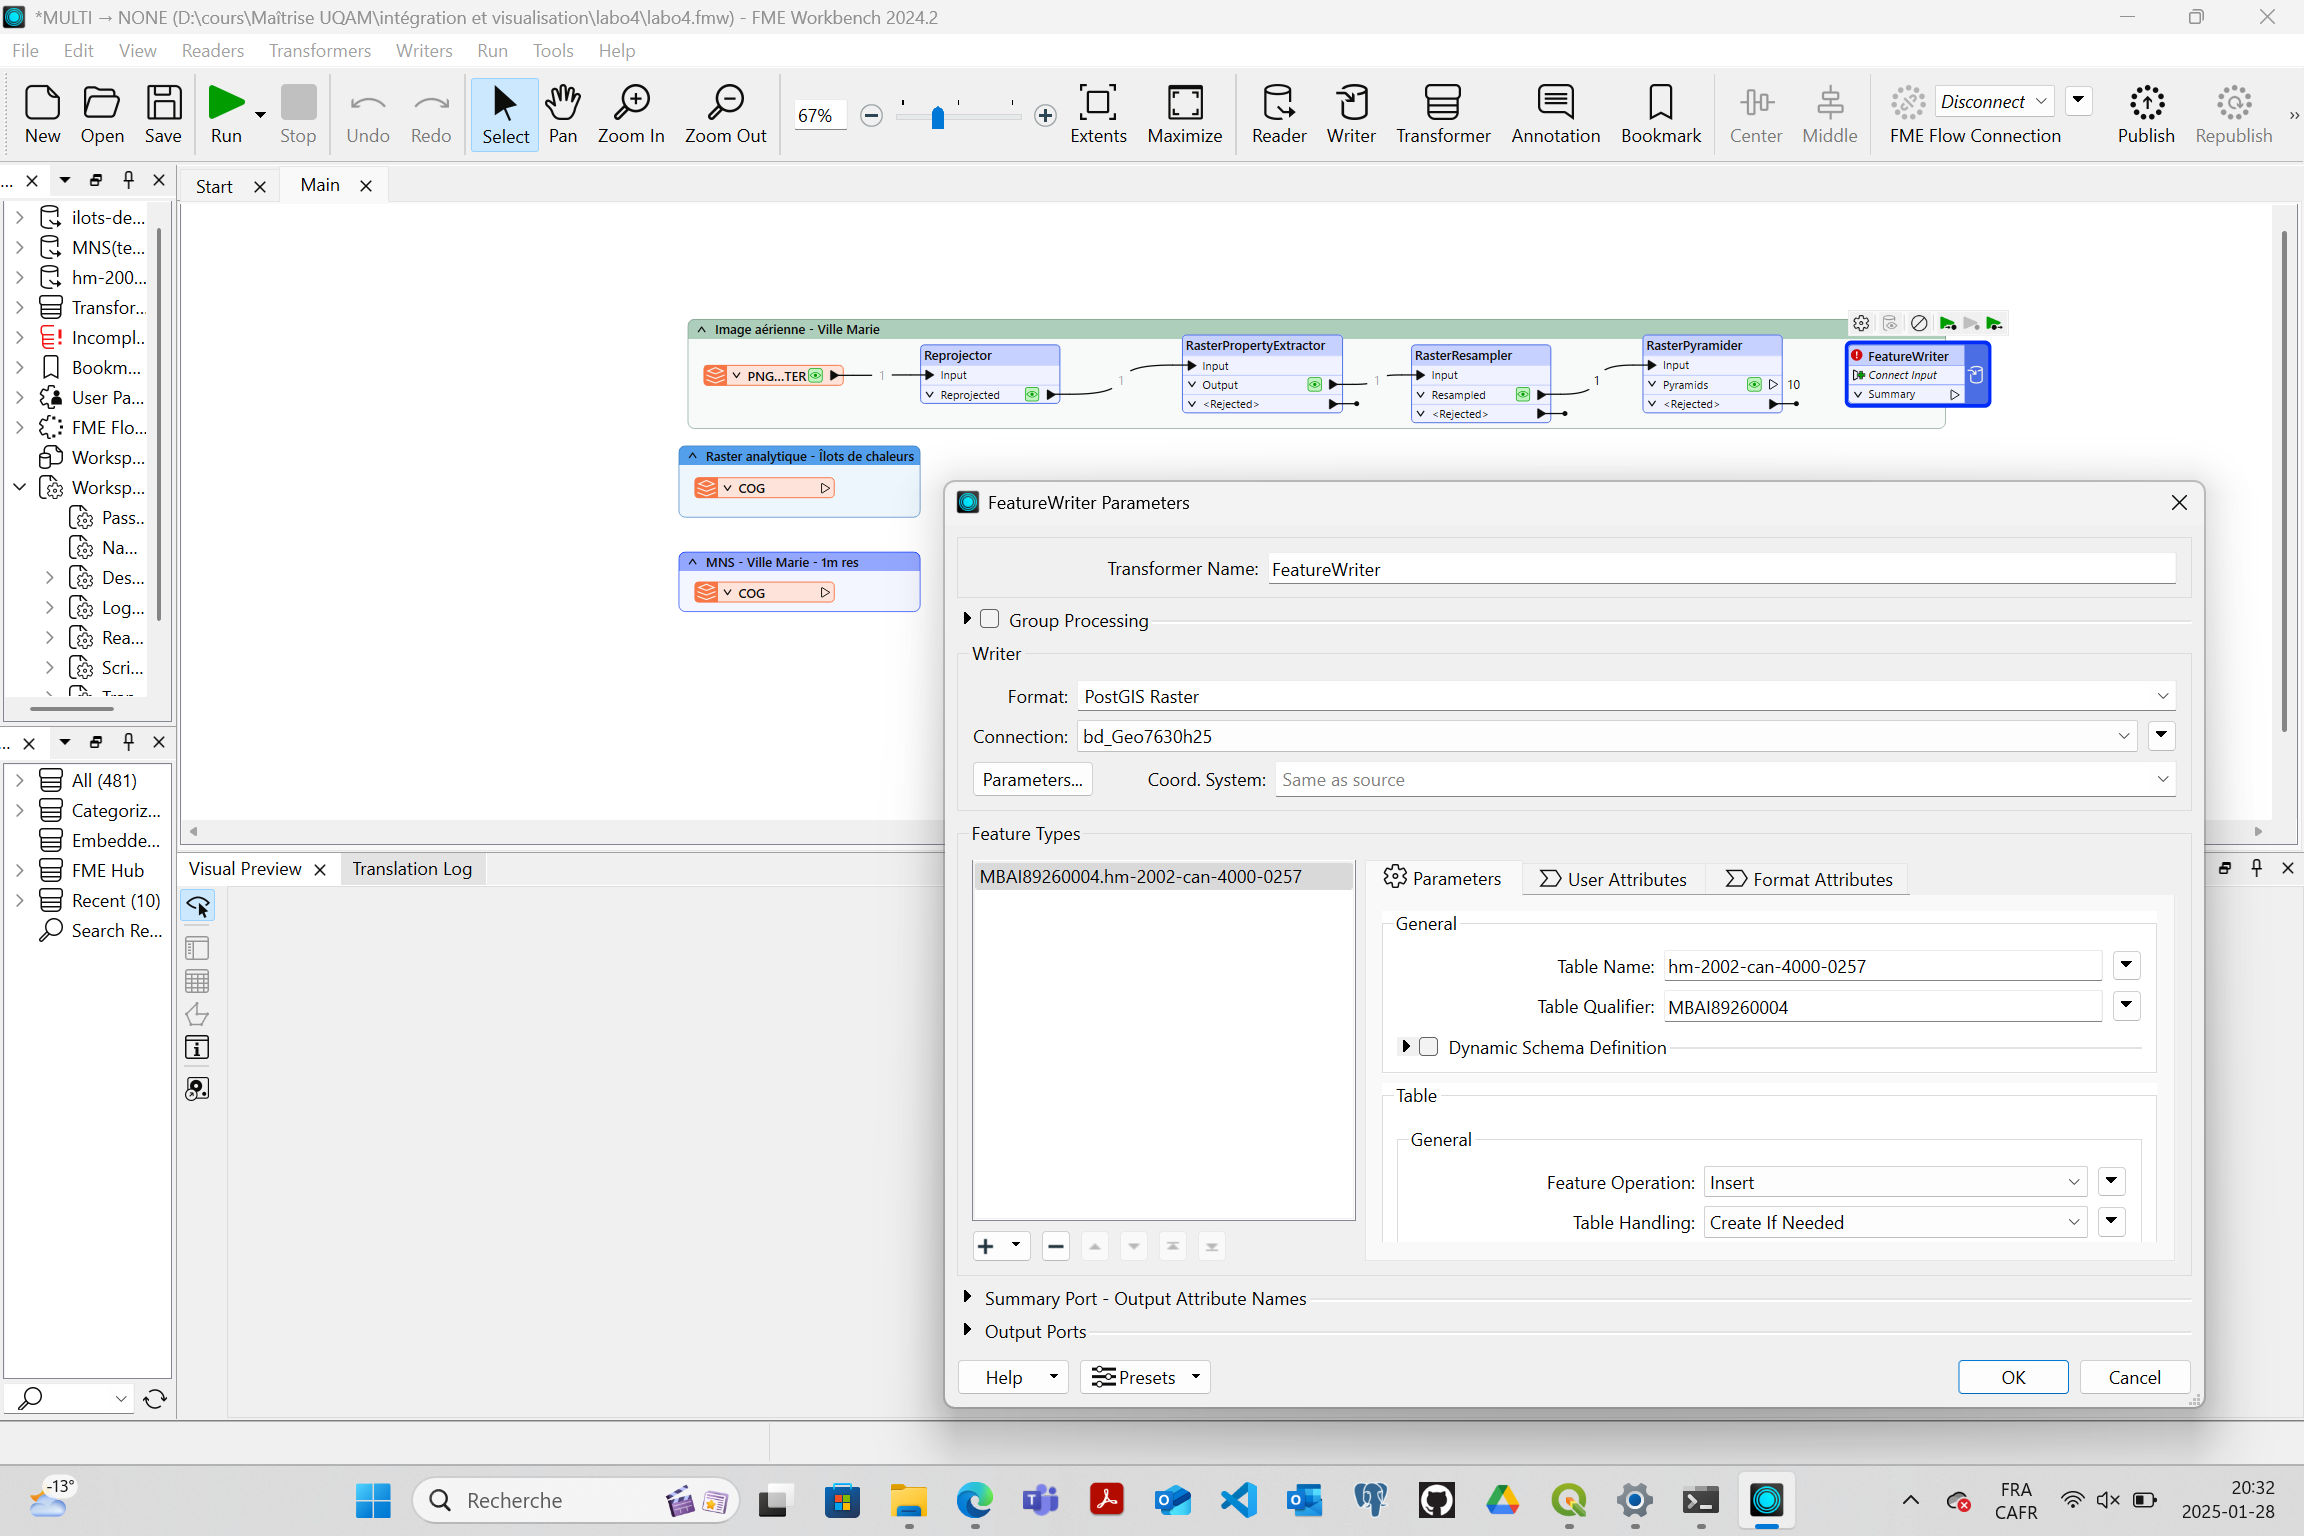 *MULTI → NONE (D:\cours\Maîtrise UQAM\intégration et visualisation\labo4\labo4.fmw) - FME Workbench 2024.2
File Edit View Readers Transformers Writers Run Tools Help
New Open Save Run Stop Undo Redo Select Pan Zoom In Zoom Out 67% Extents Maximize Reader Writer Transformer Annotation Bookmark Center Middle Disconnect FME Flow Connection Publish Republish »
...
Start Main
ilots-de...
MNS(te...
hm-200...
Transfor...
Incompl...
Bookm...
User Pa...
FME Flo...
Worksp...
Worksp...
Pass...
Na...
Des...
Log...
Rea...
Scri...
Image aérienne - Ville Marie
PNG...TER
1
Reprojector
Input
Reprojected
1
RasterPropertyExtractor
Input
Output
<Rejected>
1
RasterResampler
Input
Resampled
<Rejected>
1
RasterPyramider
Input
Pyramids
10
<Rejected>
FeatureWriter
Connect Input
Summary
Raster analytique - Îlots de chaleurs
COG
MNS - Ville Marie - 1m res
COG
...
All (481)
Categoriz...
Embedde...
FME Hub
Recent (10)
Search Re...
Visual Preview Translation Log
FeatureWriter Parameters
Transformer Name: FeatureWriter
Group Processing
Writer
Format: PostGIS Raster
Connection: bd_Geo7630h25
Parameters... Coord. System: Same as source
Feature Types
MBAI89260004.hm-2002-can-4000-0257
Parameters User Attributes Format Attributes
General
Table Name: hm-2002-can-4000-0257
Table Qualifier: MBAI89260004
Dynamic Schema Definition
Table
General
Feature Operation: Insert
Table Handling: Create If Needed
Summary Port - Output Attribute Names
Output Ports
Help Presets OK Cancel
-13°
Recherche
FRA
CAFR
20:32
2025-01-28